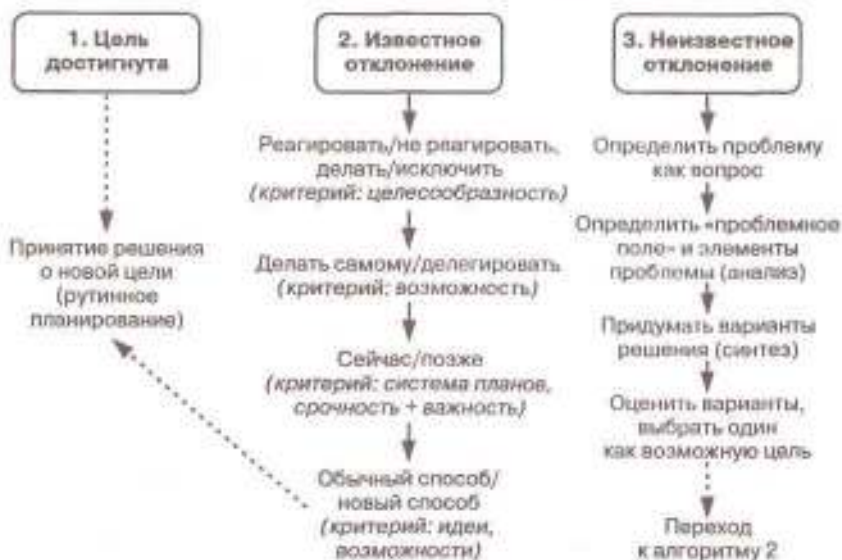 1. Цель
достигнута
2. Известное
отклонение
3. Неизвестное
отклонение
Реагировать/не реагировать,
делать/исключить
(критерий: целесообразность)
Делать самому/делегировать
(критерий: возможность)
Сейчас/позже
(критерий: система планов,
срочность + важность)
Обычный способ/
новый способ
(критерий: идеи,
возможности)
Принятие решения
о новой цели
(рутинное
планирование)
Определить проблему
как вопрос
Определить «проблемное
поле» и элементы
проблемы (анализ)
Придумать варианты
решения (синтез)
Оценить варианты,
выбрать один
как возможную цель
Переход
к алгоритму 2